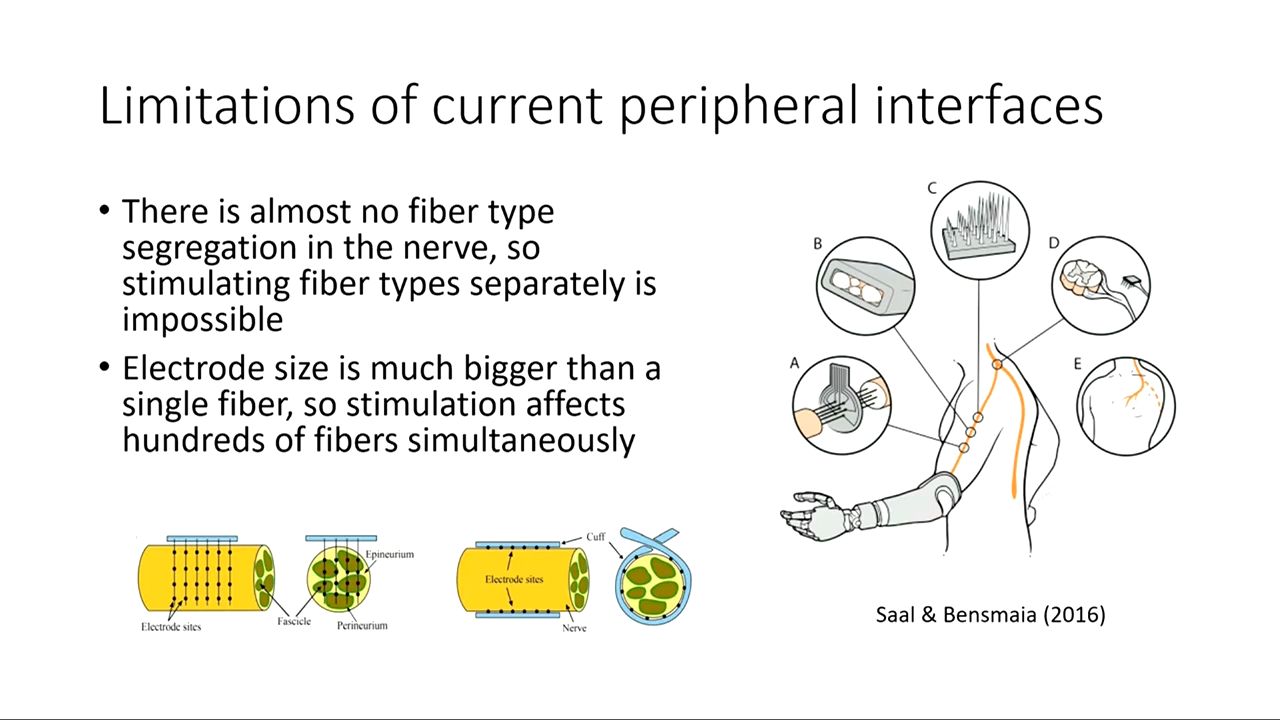 Limitations of current peripheral interfaces
• There is almost no fiber type
segregation in the nerve, so
stimulating fiber types separately is
impossible
• Electrode size is much bigger than a
single fiber, so stimulation affects
hundreds of fibers simultaneously
C
B
D
A
E
Epineurium
Electrode sites
Fascicle
Perineurium
Cuff
Electrode sites
Nerve
Saal & Bensmaia (2016)